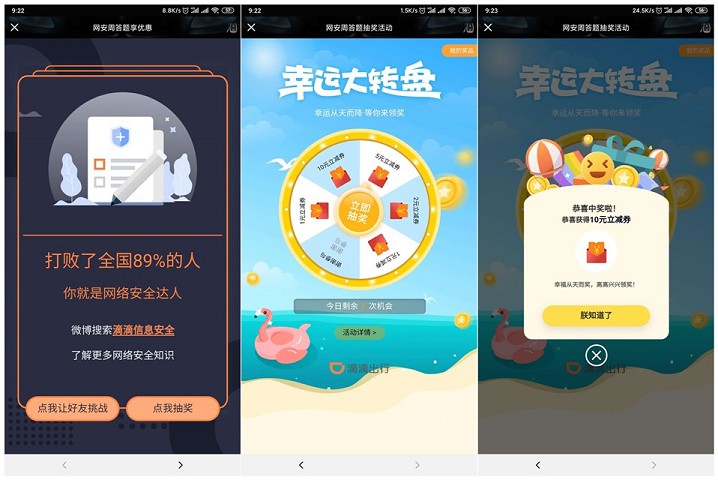 9:22
8.8K/s
57
网安周答题享优惠
打败了全国89%的人
你就是网络安全达人
微博搜索滴滴信息安全
了解更多网络安全知识
点我让好友挑战
点我抽奖
9:22
1.5K/s
56
网安周答题抽奖活动
我的奖品
幸运大转盘
幸运从天而降·等你来领奖
10元立减券
5元立减券
1元立减券
2元立减券
立即
抽奖
谢谢参与
谢谢
参与
1元立减券
今日剩余
次机会
活动详情 >
滴滴出行
9:23
24.5K/s
56
网安周答题抽奖活动
我的奖品
幸运大转盘
恭喜中奖啦！
恭喜获得10元立减券
幸福从天而奖，高高兴兴领奖！
朕知道了
滴滴出行